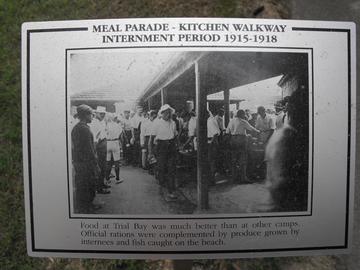 MEAL PARADE - KITCHEN WALKWAY
INTERNMENT PERIOD 1915-1918
Food at Trial Bay was much better than at other camps.
Official rations were complemented by produce grown by
internees and fish caught on the beach.